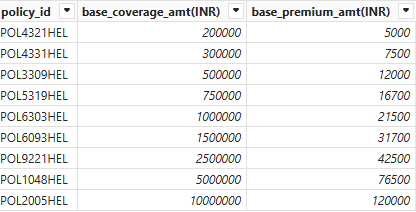 policy_id base_coverage_amt(INR) base_premium_amt(INR)
POL4321HEL 200000 5000
POL4331HEL 300000 7500
POL3309HEL 500000 12000
POL5319HEL 750000 16700
POL6303HEL 1000000 21500
POL6093HEL 1500000 31700
POL9221HEL 2500000 42500
POL1048HEL 5000000 76500
POL2005HEL 10000000 120000